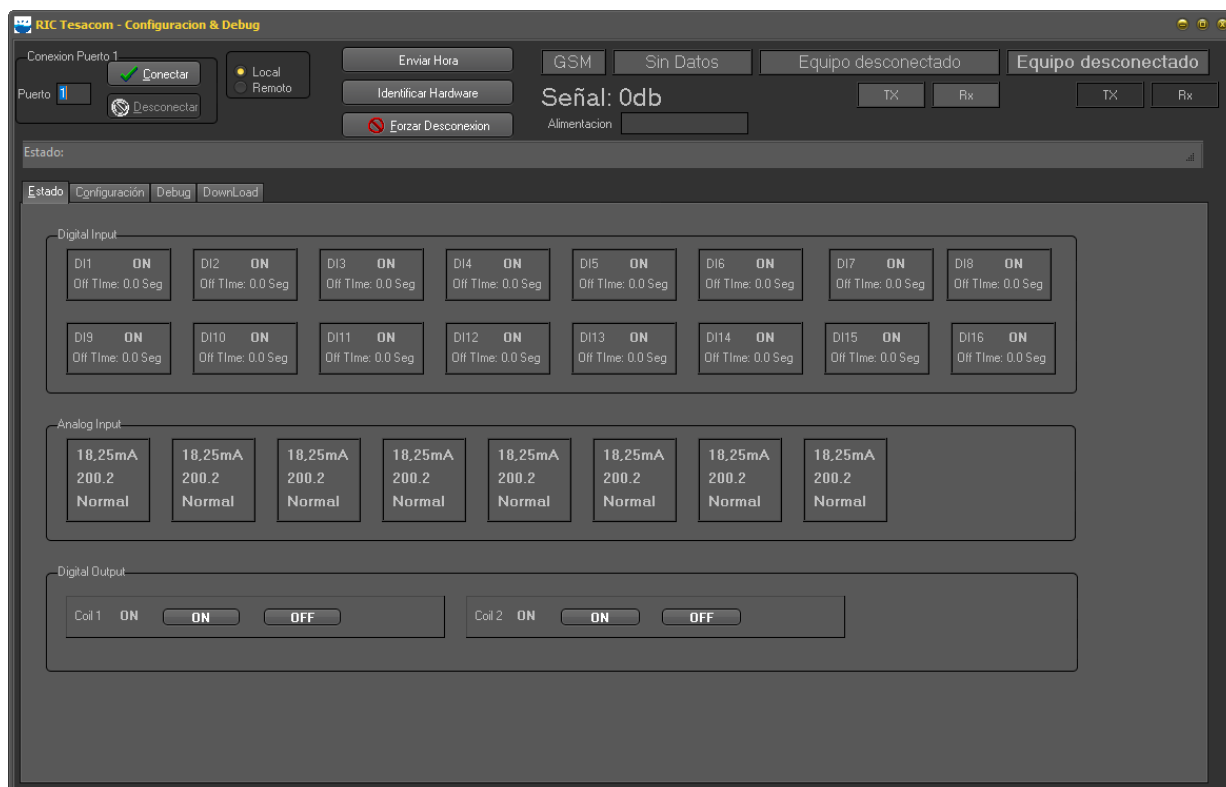 RIC Tesacom - Configuracion & Debug
Conexion Puerto 1
Puerto 1
Conectar
Desconectar
Local
Remoto
Enviar Hora
Identificar Hardware
Forzar Desconexion
GSM Sin Datos Equipo desconectado Equipo desconectado
Señal: 0db TX Rx TX Rx
Alimentacion
Estado:
Estado Configuración Debug DownLoad
Digital Input
DI1 ON DI2 ON DI3 ON DI4 ON DI5 ON DI6 ON DI7 ON DI8 ON
Off TIme: 0.0 Seg Off TIme: 0.0 Seg Off TIme: 0.0 Seg Off TIme: 0.0 Seg Off TIme: 0.0 Seg Off TIme: 0.0 Seg Off TIme: 0.0 Seg Off TIme: 0.0 Seg
DI9 ON DI10 ON DI11 ON DI12 ON DI13 ON DI14 ON DI15 ON DI16 ON
Off TIme: 0.0 Seg Off TIme: 0.0 Seg Off TIme: 0.0 Seg Off TIme: 0.0 Seg Off TIme: 0.0 Seg Off TIme: 0.0 Seg Off TIme: 0.0 Seg Off TIme: 0.0 Seg
Analog Input
18,25mA 18,25mA 18,25mA 18,25mA 18,25mA 18,25mA 18,25mA 18,25mA
200.2 200.2 200.2 200.2 200.2 200.2 200.2 200.2
Normal Normal Normal Normal Normal Normal Normal Normal
Digital Output
Coil 1 ON ON OFF Coil 2 ON ON OFF